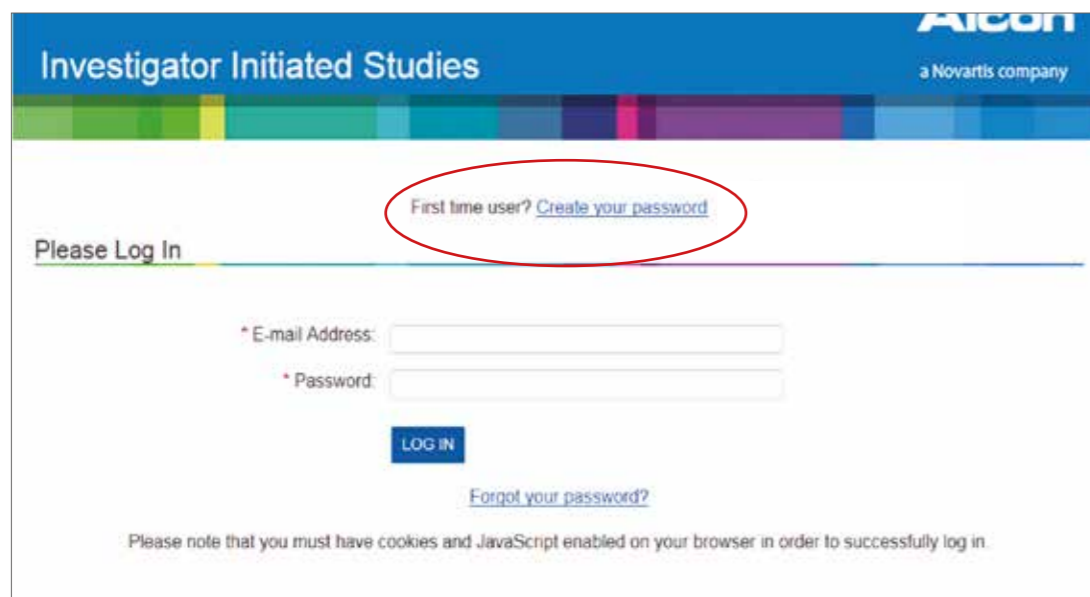 Alcon
Investigator Initiated Studies
a Novartis company
First time user? Create your password
Please Log In
* E-mail Address:
* Password:
LOG IN
Forgot your password?
Please note that you must have cookies and JavaScript enabled on your browser in order to successfully log in.